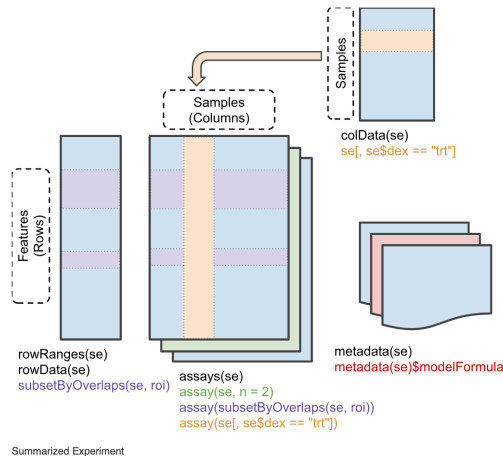 Samples
colData(se)
se[, se$dex == "trt"]
Samples
(Columns)
Features
(Rows)
rowRanges(se)
rowData(se)
subsetByOverlaps(se, roi)
assays(se)
assay(se, n = 2)
assay(subsetByOverlaps(se, roi))
assay(se[, se$dex == "trt"])
metadata(se)
metadata(se)$modelFormula
Summarized Experiment